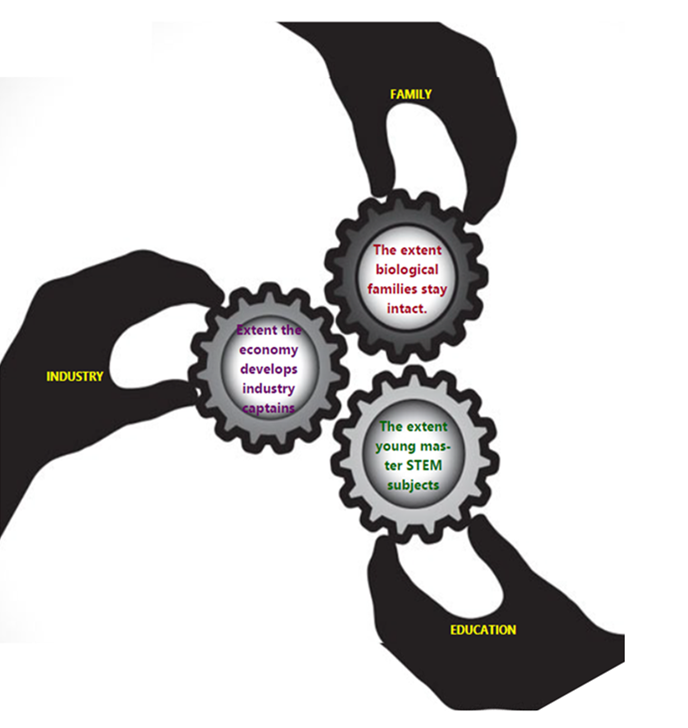 FAMILY
The extent
biological
families stay
intact.
INDUSTRY
Extent the
economy
develops
industry
captains
The extent
young mas-
ter STEM
subjects
EDUCATION